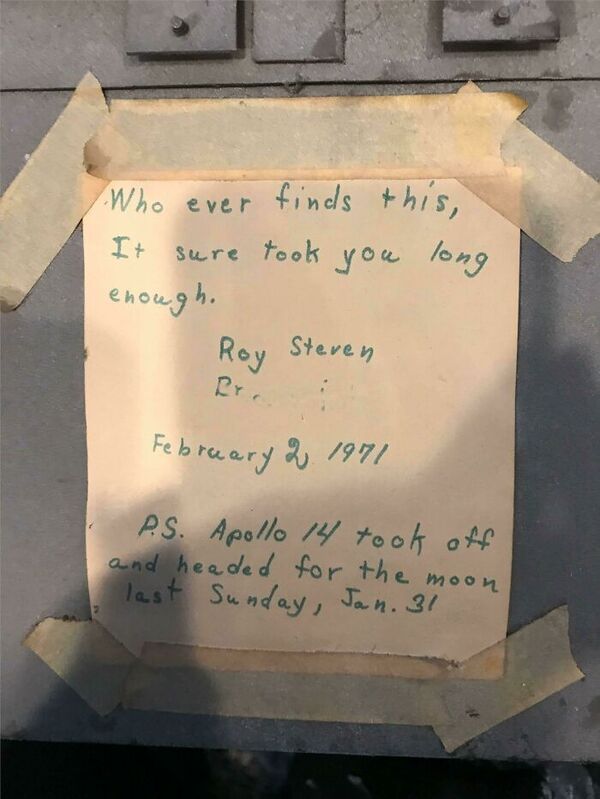 Who ever finds this,
It sure took you long
enough.
Roy Steven
February 2, 1971
P.S. Apollo 14 took off
and headed for the moon
last Sunday, Jan. 31